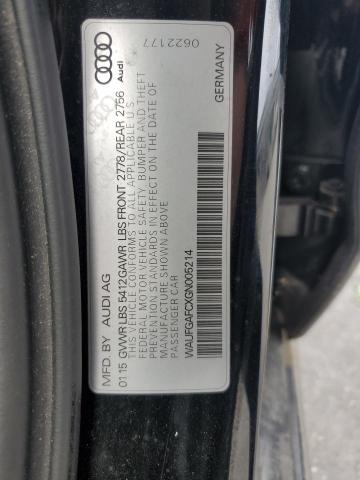 MFD. BY AUDI AG
01.15 GVWR LBS 5412 GAWR LBS FRONT 2778/REAR 2756
THIS VEHICLE CONFORMS TO ALL APPLICABLE U.S.
FEDERAL MOTOR VEHICLE SAFETY, BUMPER AND THEFT
PREVENTION STANDARDS IN EFFECT ON THE DATE OF
MANUFACTURE SHOWN ABOVE
PASSENGER CAR
WAUFGAFCXGN005214
GERMANY
Audi
0622177